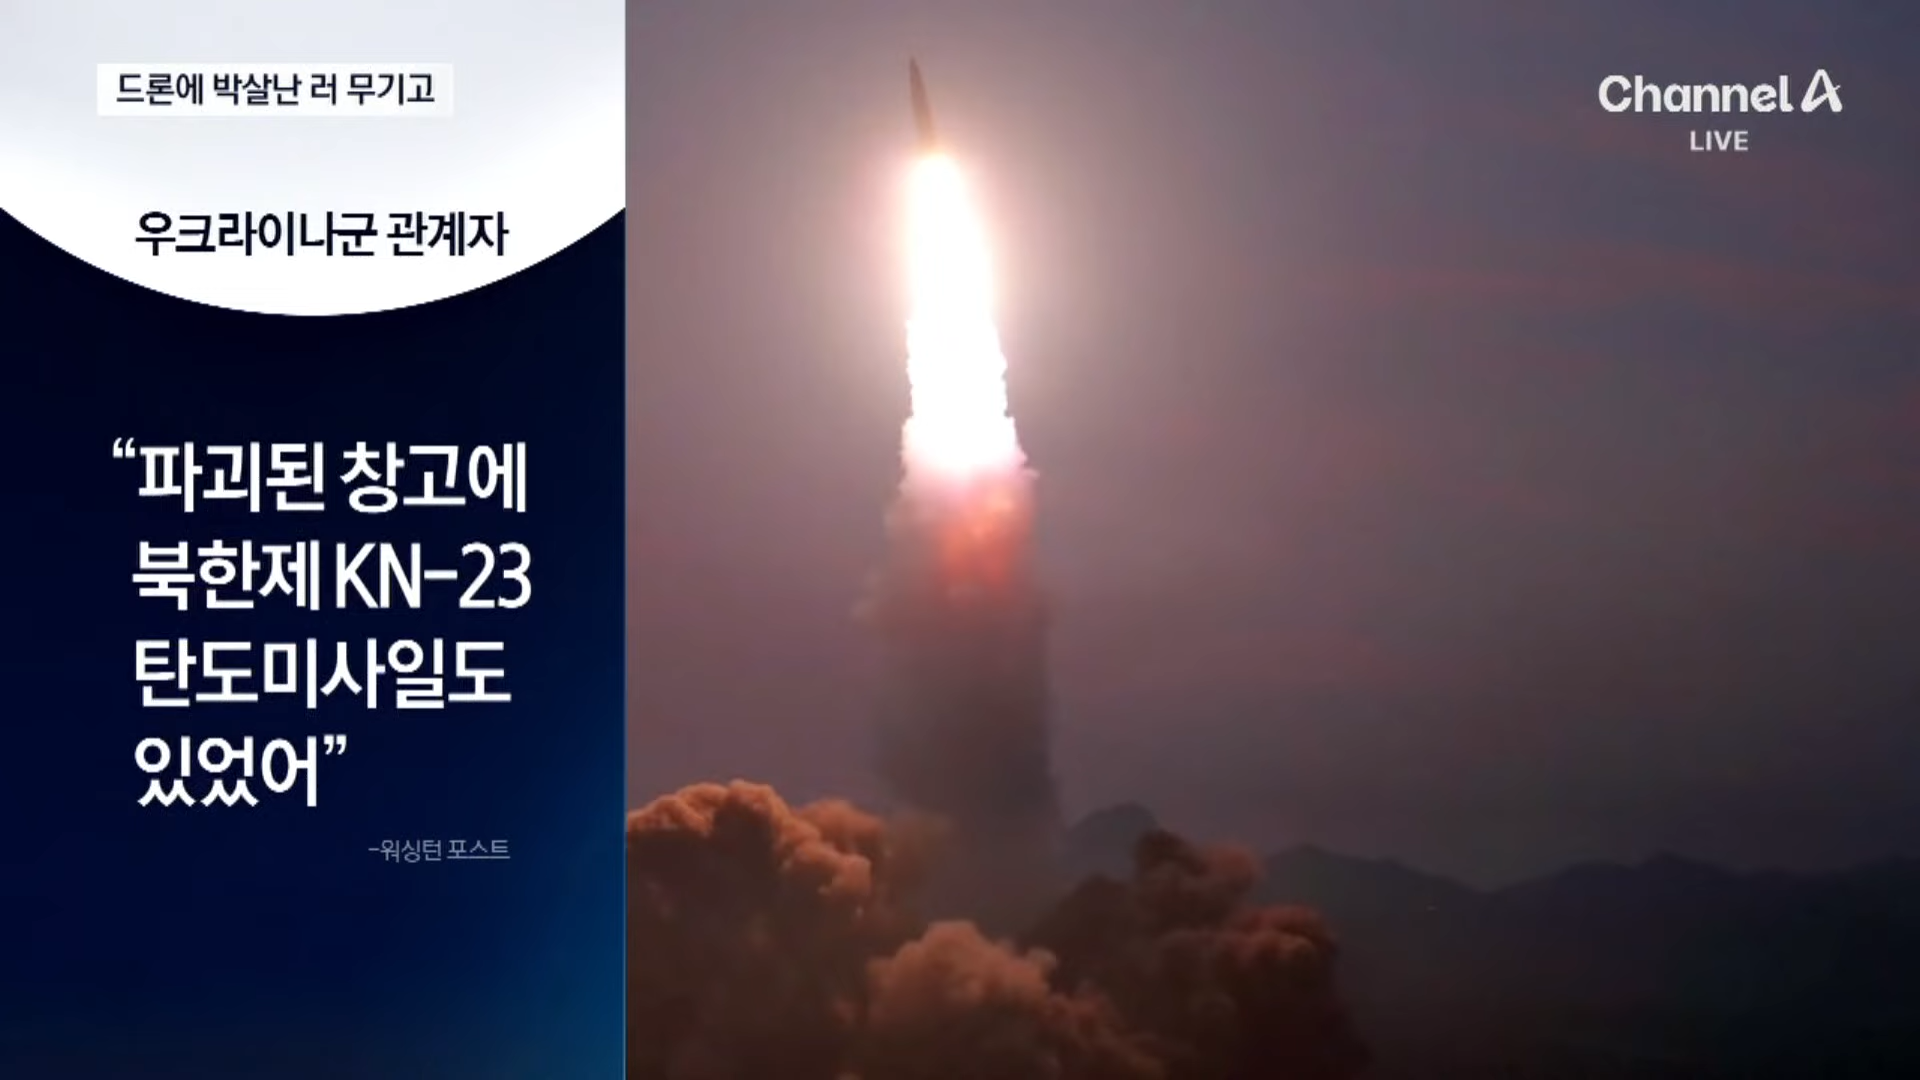 드론에 박살난 러 무기고
Channel A
LIVE
우크라이나군 관계자
“파괴된 창고에
북한제 KN-23
탄도미사일도
있었어”
-워싱턴 포스트